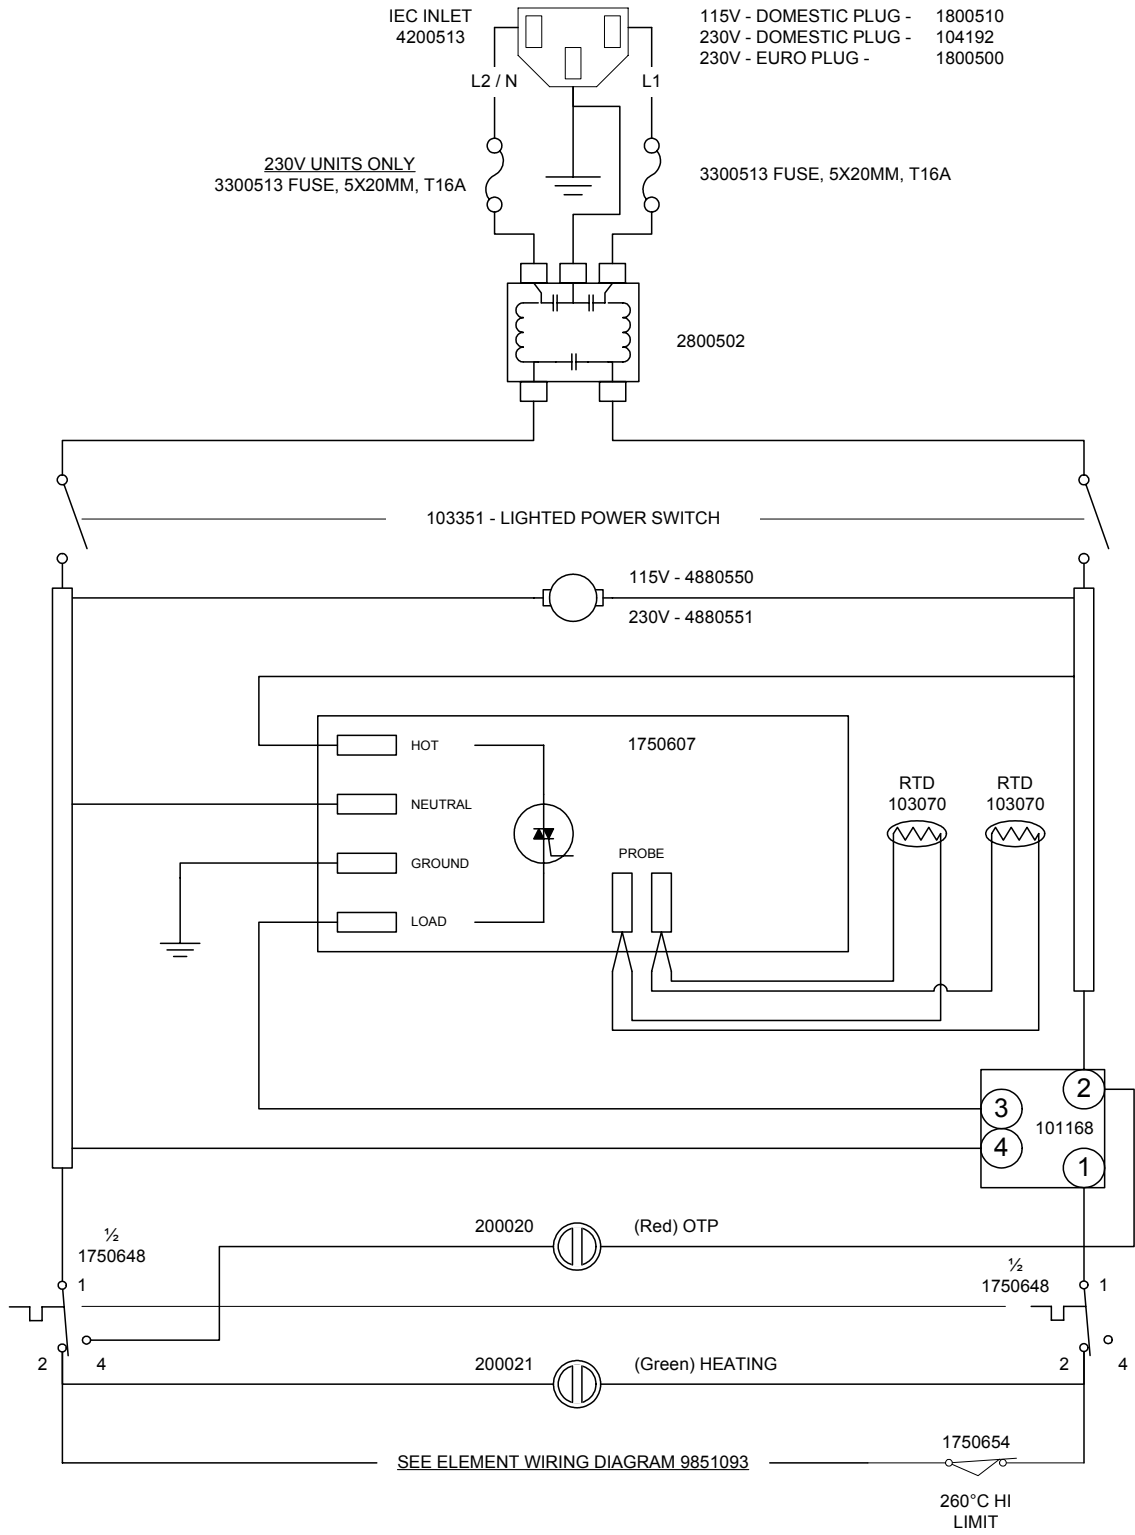 IEC INLET
4200513
115V - DOMESTIC PLUG - 1800510
230V - DOMESTIC PLUG - 104192
230V - EURO PLUG - 1800500
L2 / N
L1
230V UNITS ONLY
3300513 FUSE, 5X20MM, T16A
3300513 FUSE, 5X20MM, T16A
2800502
103351 - LIGHTED POWER SWITCH
115V - 4880550
230V - 4880551
HOT
1750607
NEUTRAL
GROUND
LOAD
PROBE
RTD
103070
RTD
103070
2
3
101168
4
1
200020
(Red) OTP
½
1750648
1
2
4
½
1750648
1
2
4
200021
(Green) HEATING
SEE ELEMENT WIRING DIAGRAM 9851093
1750654
260°C HI
LIMIT